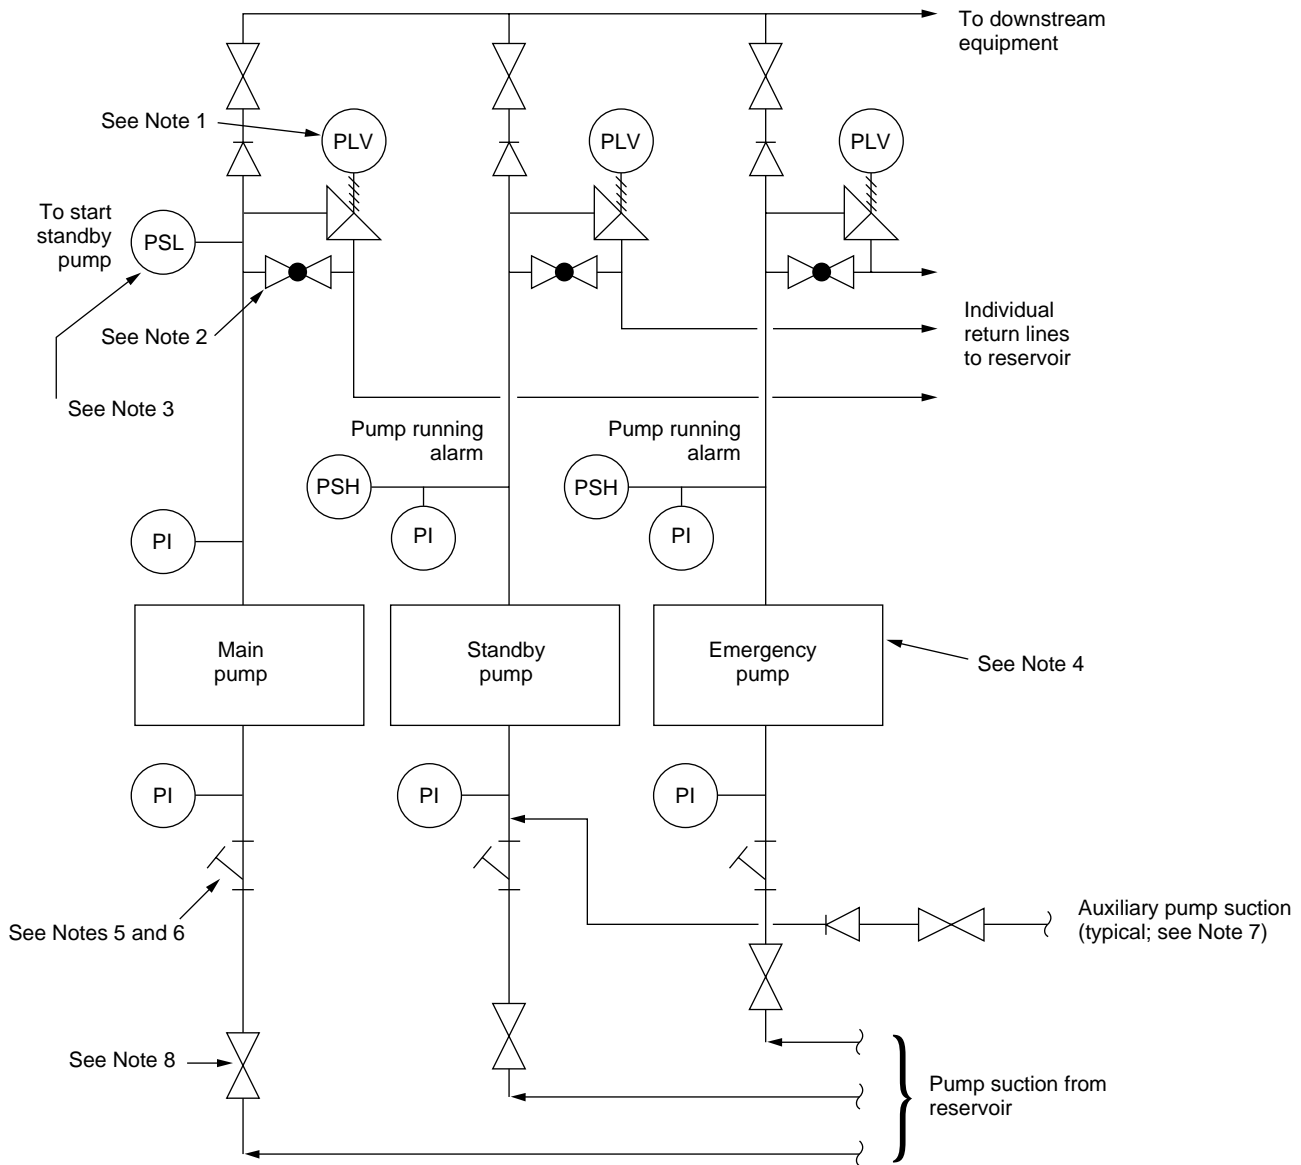 To downstream
equipment
See Note 1
PLV
PLV
PLV
To start
standby
pump
PSL
See Note 2
Individual
return lines
to reservoir
See Note 3
Pump running
alarm
Pump running
alarm
PSH
PSH
PI
PI
PI
Main
pump
Standby
pump
Emergency
pump
See Note 4
PI
PI
PI
See Notes 5 and 6
Auxiliary pump suction
(typical; see Note 7)
See Note 8
Pump suction from
reservoir